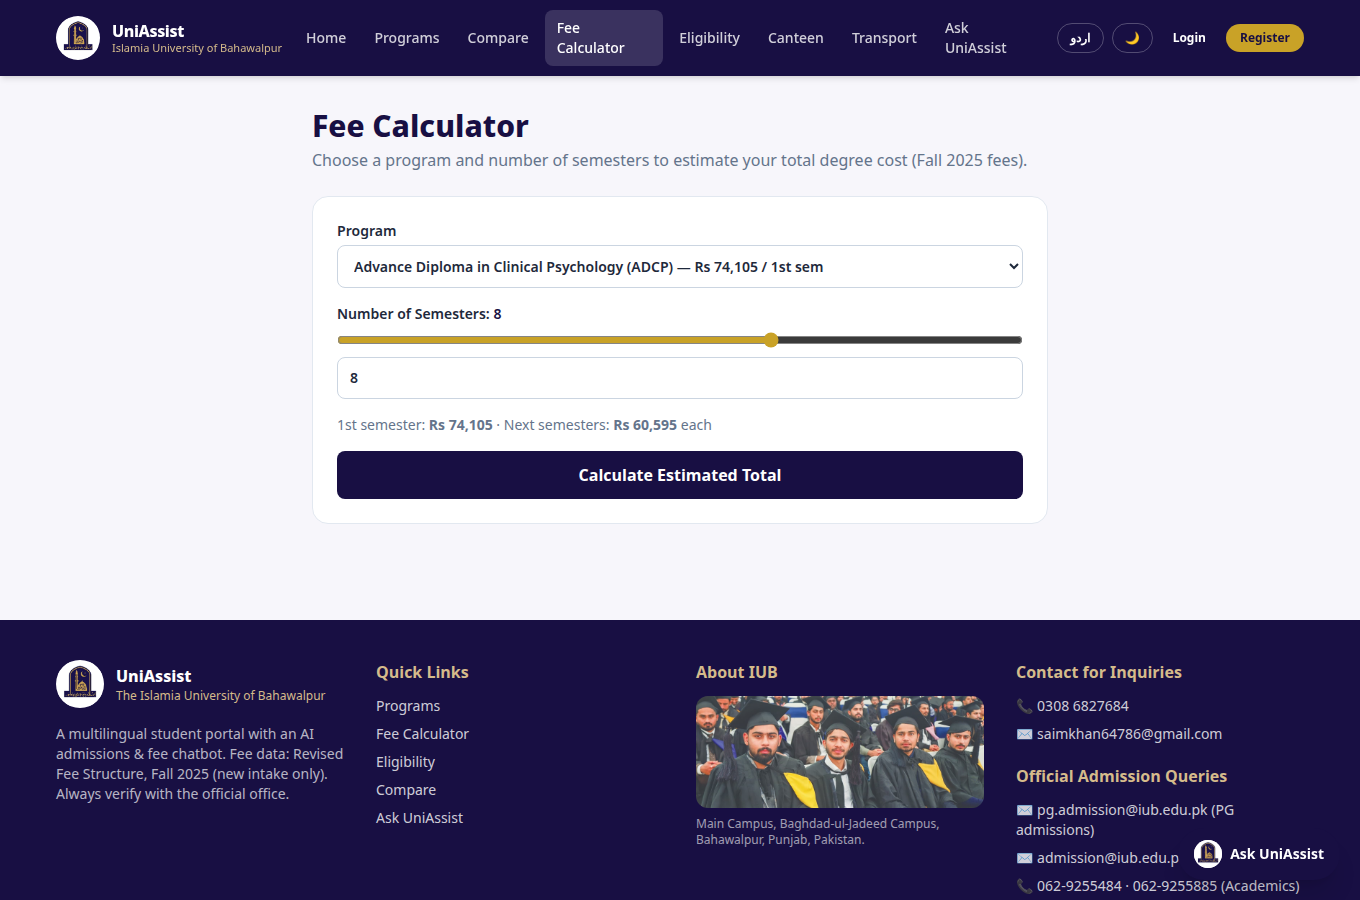 UniAssist
Islamia University of Bahawalpur
Home
Programs
Compare
Fee
Calculator
Eligibility
Canteen
Transport
Ask
UniAssist
اردو
Login
Register
Fee Calculator
Choose a program and number of semesters to estimate your total degree cost (Fall 2025 fees).
Program
Advance Diploma in Clinical Psychology (ADCP) — Rs 74,105 / 1st sem
Number of Semesters: 8
8
1st semester: Rs 74,105 · Next semesters: Rs 60,595 each
Calculate Estimated Total
UniAssist
The Islamia University of Bahawalpur
A multilingual student portal with an AI
admissions & fee chatbot. Fee data: Revised
Fee Structure, Fall 2025 (new intake only).
Always verify with the official office.
Quick Links
Programs
Fee Calculator
Eligibility
Compare
Ask UniAssist
About IUB
Main Campus, Baghdad-ul-Jadeed Campus,
Bahawalpur, Punjab, Pakistan.
Contact for Inquiries
📞 0308 6827684
✉️ saimkhan64786@gmail.com
Official Admission Queries
✉️ pg.admission@iub.edu.pk (PG
admissions)
✉️ admission@iub.edu.p
Ask UniAssist
📞 062-9255484 · 062-9255885 (Academics)